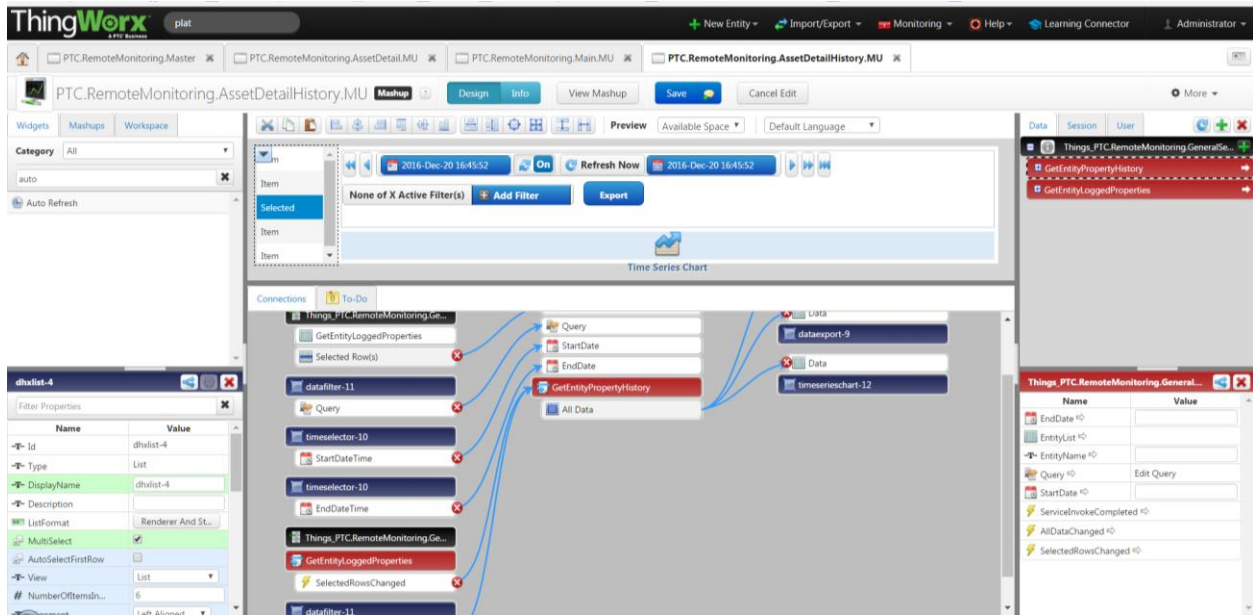 ThingWorx
A PTC Business
plat
New Entity
Import/Export
Monitoring
Help
Learning Connector
Administrator
PTC.RemoteMonitoring.Master
PTC.RemoteMonitoring.AssetDetail.MU
PTC.RemoteMonitoring.Main.MU
PTC.RemoteMonitoring.AssetDetailHistory.MU
PTC.RemoteMonitoring.AssetDetailHistory.MU
Mashup
Design
Info
View Mashup
Save
Cancel Edit
More
Widgets
Mashups
Workspace
Category
All
auto
Auto Refresh
Preview
Available Space
Default Language
m
Item
Selected
Item
Item
2016-Dec-20 16:45:52
On
Refresh Now
2016-Dec-20 16:45:52
None of X Active Filter(s)
Add Filter
Export
Time Series Chart
Data
Session
User
Things_PTC.RemoteMonitoring.GeneralSe...
GetEntityPropertyHistory
GetEntityLoggedProperties
Connections
To-Do
Things_PTC.RemoteMonitoring.Ge...
GetEntityLoggedProperties
Selected Row(s)
datafilter-11
Query
timeselector-10
StartDateTime
timeselector-10
EndDateTime
Things_PTC.RemoteMonitoring.Ge...
GetEntityLoggedProperties
SelectedRowsChanged
datafilter-11
Query
StartDate
EndDate
GetEntityPropertyHistory
All Data
Data
dataexport-9
Data
timeserieschart-12
dhxlist-4
Filter Properties
Name Value
Id dhxlist-4
Type List
DisplayName dhxlist-4
Description
ListFormat Renderer And St...
MultiSelect
AutoSelectFirstRow
View List
NumberOfItemsIn... 6
Left Aligned
Things_PTC.RemoteMonitoring.General...
Name Value
EndDate
EntityList
EntityName
Query Edit Query
StartDate
ServiceInvokeCompleted
AllDataChanged
SelectedRowsChanged